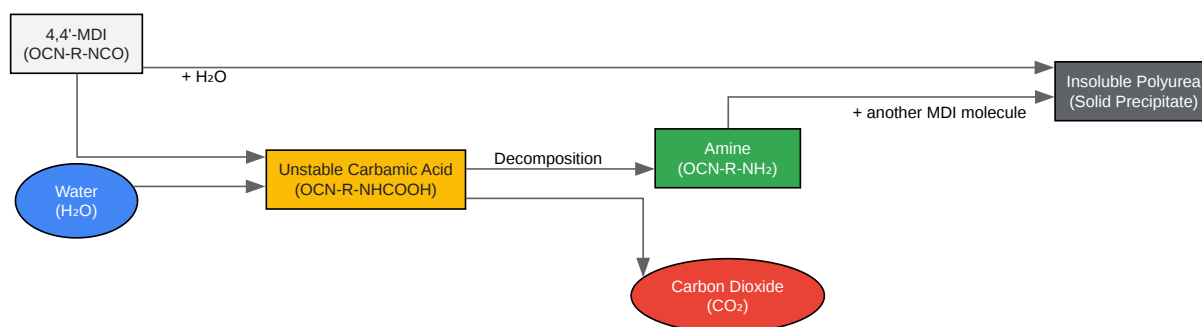 4,4'-MDI
(OCN-R-NCO)
+ H₂O
Insoluble Polyurea
(Solid Precipitate)
+ another MDI molecule
Amine
(OCN-R-NH₂)
Decomposition
Unstable Carbamic Acid
(OCN-R-NHCOOH)
Water
(H₂O)
Carbon Dioxide
(CO₂)